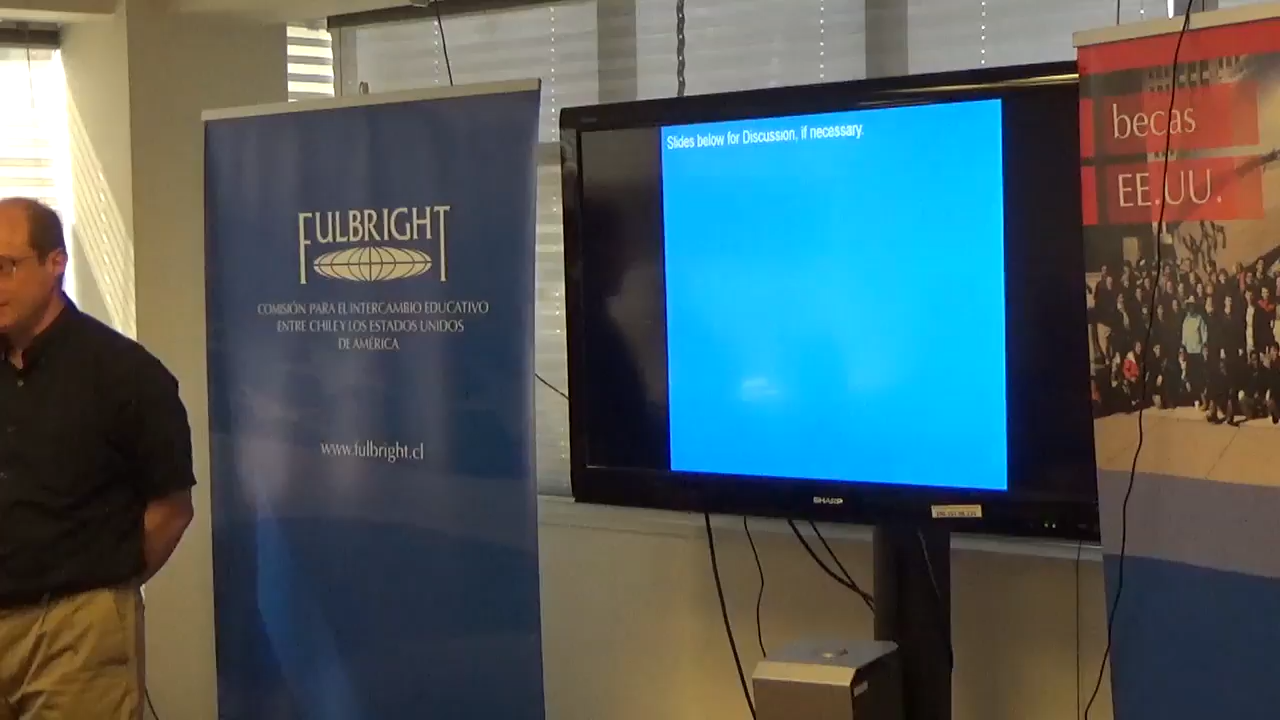 FULBRIGHT
COMISIÓN PARA EL INTERCAMBIO EDUCATIVO
ENTRE CHILE Y LOS ESTADOS UNIDOS
DE AMÉRICA
www.fulbright.cl
Slides below for Discussion, if necessary.
SHARP
becas
EE.UU.